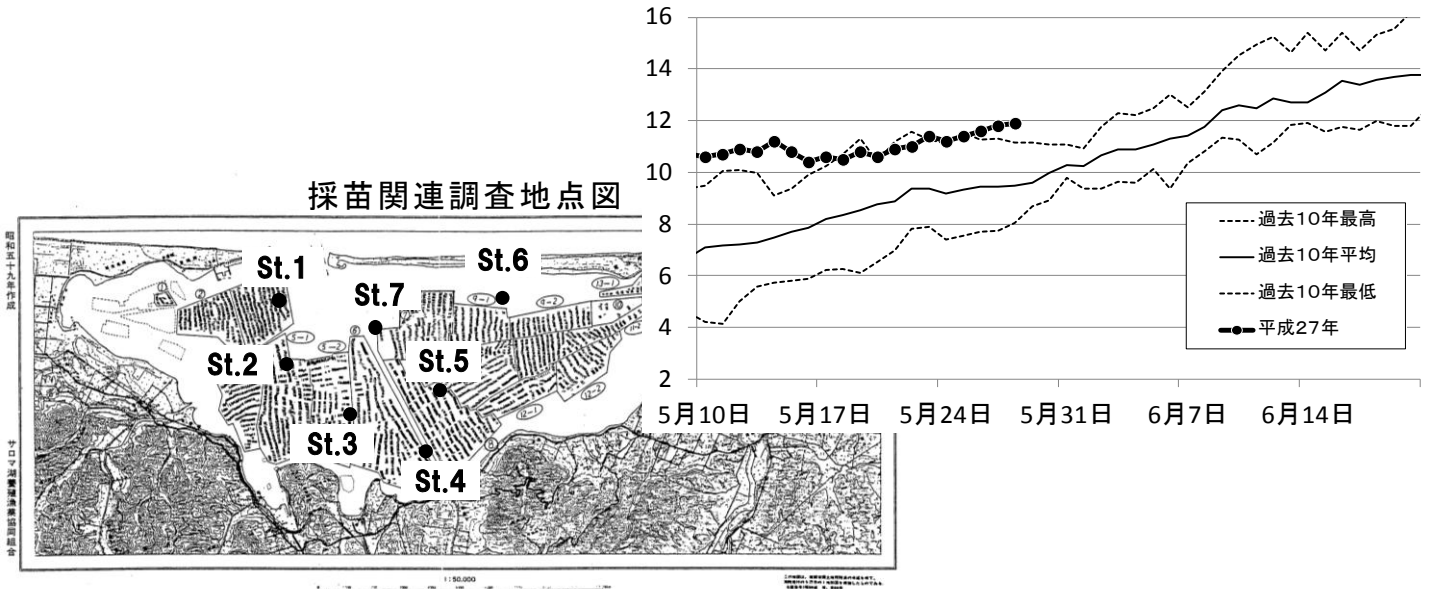 採苗関連調査地点図
昭和五十九年作成
サロマ湖養殖漁業協同組合
St.1
St.6
St.7
St.2
St.5
St.3
St.4
1:50,000
16
14
12
10
8
6
4
2
5月10日 5月17日 5月24日 5月31日 6月7日 6月14日
過去10年最高
過去10年平均
過去10年最低
平成27年